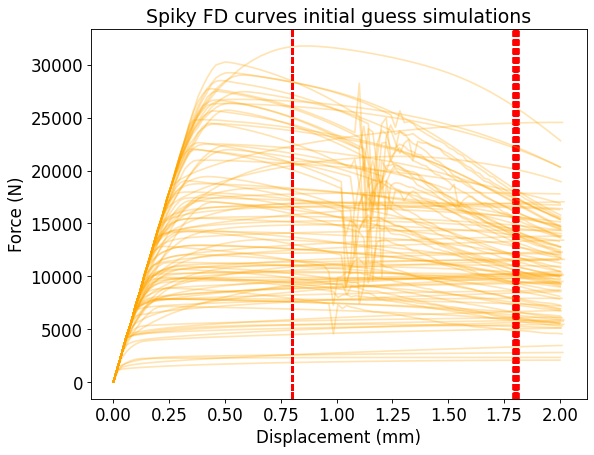 Spiky FD curves initial guess simulations
30000
25000
20000
15000
10000
5000
0
Force (N)
0.00 0.25 0.50 0.75 1.00 1.25 1.50 1.75 2.00
Displacement (mm)